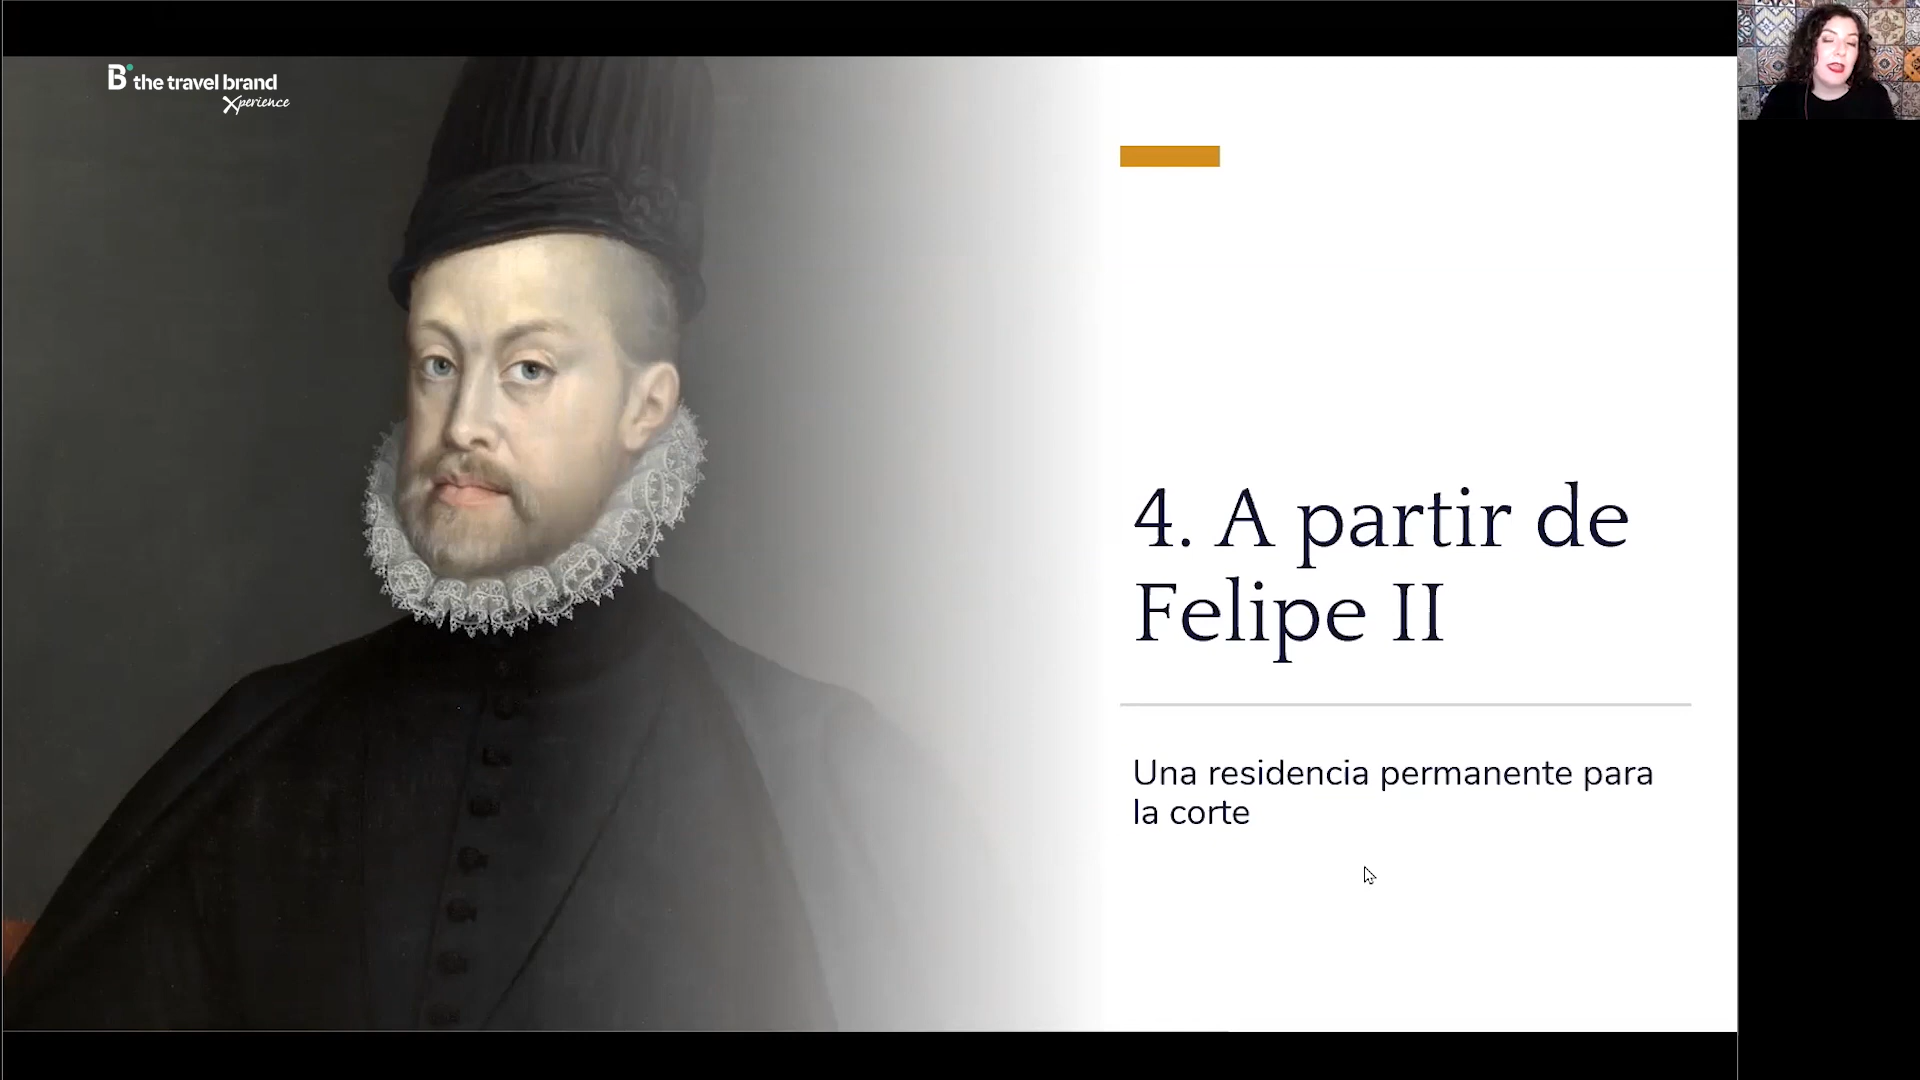 B the travel brand
Xperience
4. A partir de
Felipe II
Una residencia permanente para
la corte